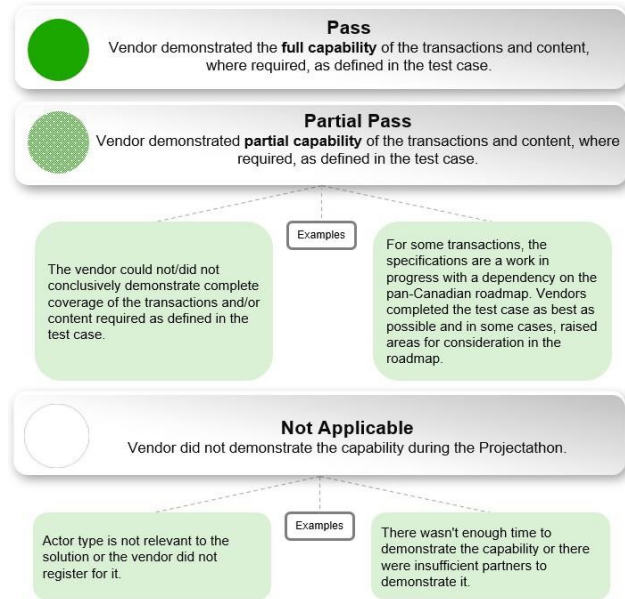 Pass
Vendor demonstrated the full capability of the transactions and content,
where required, as defined in the test case.
Partial Pass
Vendor demonstrated partial capability of the transactions and content, where
required, as defined in the test case.
Examples
The vendor could not/did not
conclusively demonstrate complete
coverage of the transactions and/or
content required as defined in the
test case.
For some transactions, the
specifications are a work in
progress with a dependency on the
pan-Canadian roadmap. Vendors
completed the test case as best as
possible and in some cases, raised
areas for consideration in the
roadmap.
Not Applicable
Vendor did not demonstrate the capability during the Projectathon.
Examples
Actor type is not relevant to the
solution or the vendor did not
register for it.
There wasn't enough time to
demonstrate the capability or there
were insufficient partners to
demonstrate it.